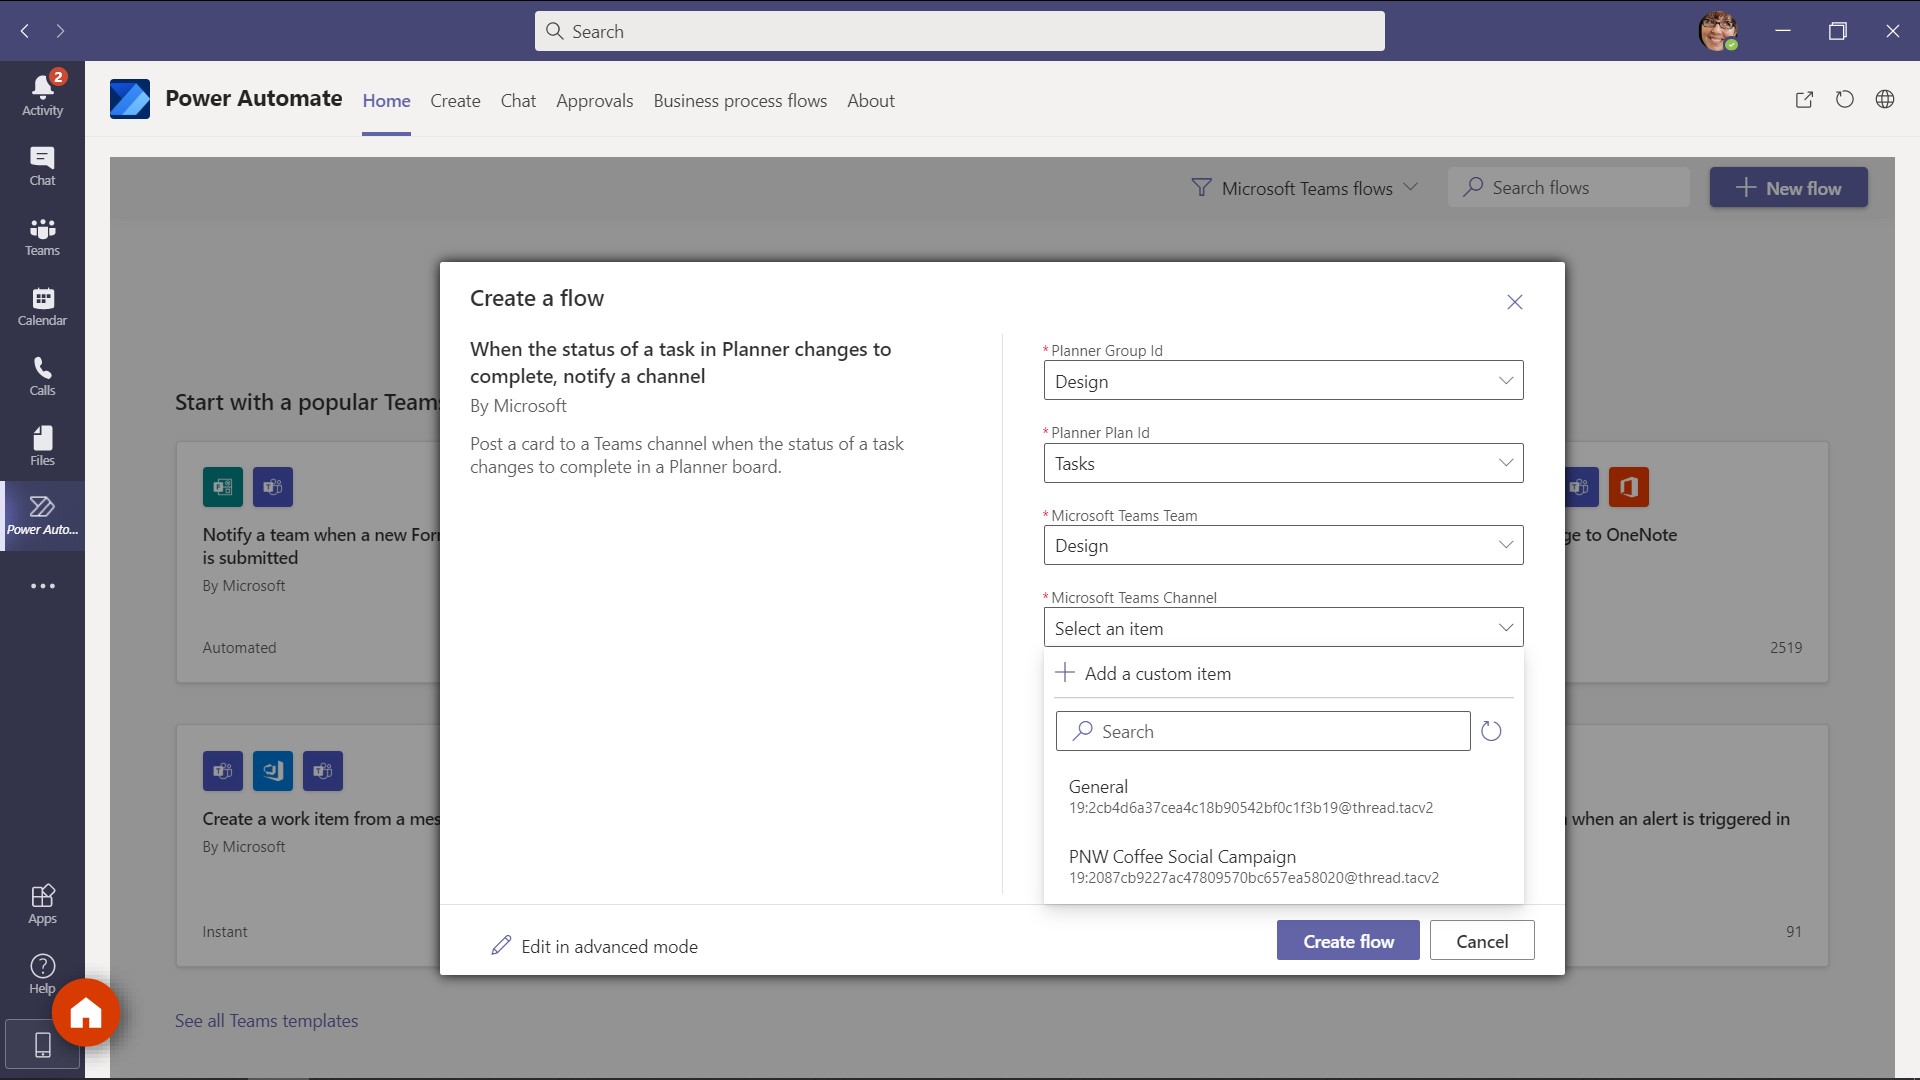 Search
2
Activity
Chat
Teams
Calendar
Calls
Files
Power Auto...
Apps
Help
Power Automate
Home
Create
Chat
Approvals
Business process flows
About
Microsoft Teams flows
Search flows
New flow
Start with a popular Teams
Notify a team when a new For
is submitted
By Microsoft
Automated
ge to OneNote
2519
Create a work item from a mes
By Microsoft
Instant
when an alert is triggered in
91
See all Teams templates
Create a flow
When the status of a task in Planner changes to
complete, notify a channel
By Microsoft
Post a card to a Teams channel when the status of a task
changes to complete in a Planner board.
* Planner Group Id
Design
* Planner Plan Id
Tasks
* Microsoft Teams Team
Design
* Microsoft Teams Channel
Select an item
Add a custom item
Search
General
19:2cb4d6a37cea4c18b90542bf0c1f3b19@thread.tacv2
PNW Coffee Social Campaign
19:2087cb9227ac47809570bc657ea58020@thread.tacv2
Edit in advanced mode
Create flow
Cancel